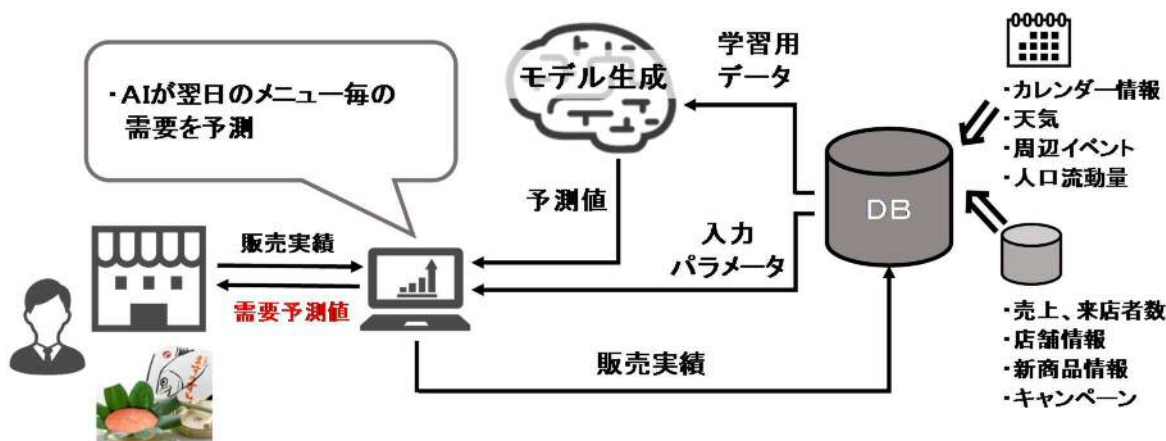 ・AIが翌日のメニュー毎の
需要を予測
モデル生成
学習用
データ
・カレンダー情報
・天気
・周辺イベント
・人口流動量
DB
予測値
入力
パラメータ
販売実績
需要予測値
販売実績
・売上、来店者数
・店舗情報
・新商品情報
・キャンペーン